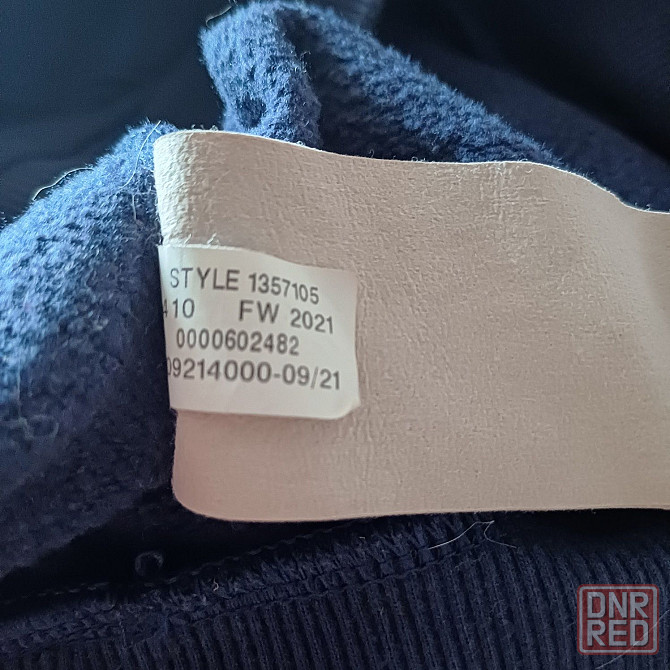 STYLE 1357105
410 FW 2021
0000602482
09214000-09/21
DNR
RED